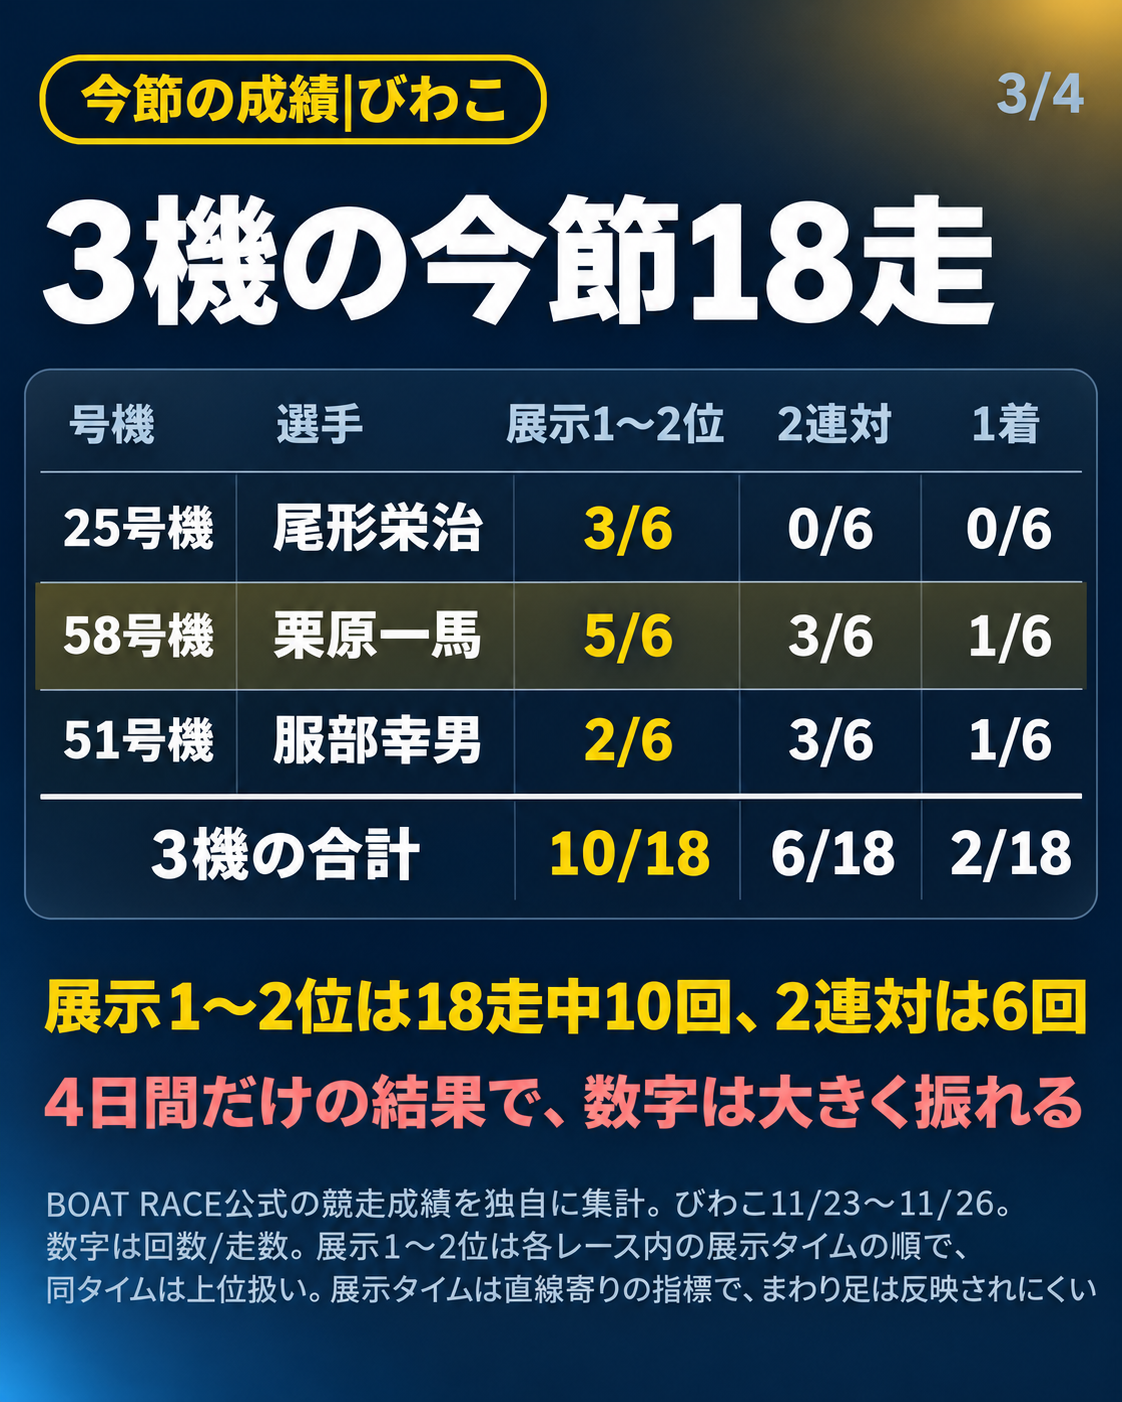 今節の成績|びわこ
3/4
3機の今節18走
号機 選手 展示1〜2位 2連対 1着
25号機 尾形栄治 3/6 0/6 0/6
58号機 栗原一馬 5/6 3/6 1/6
51号機 服部幸男 2/6 3/6 1/6
3機の合計 10/18 6/18 2/18
展示1〜2位は18走中10回、2連対は6回
4日間だけの結果で、数字は大きく振れる
BOAT RACE公式の競走成績を独自に集計。びわこ11/23〜11/26。
数字は回数/走数。展示1〜2位は各レース内の展示タイムの順で、
同タイムは上位扱い。展示タイムは直線寄りの指標で、まわり足は反映されにくい